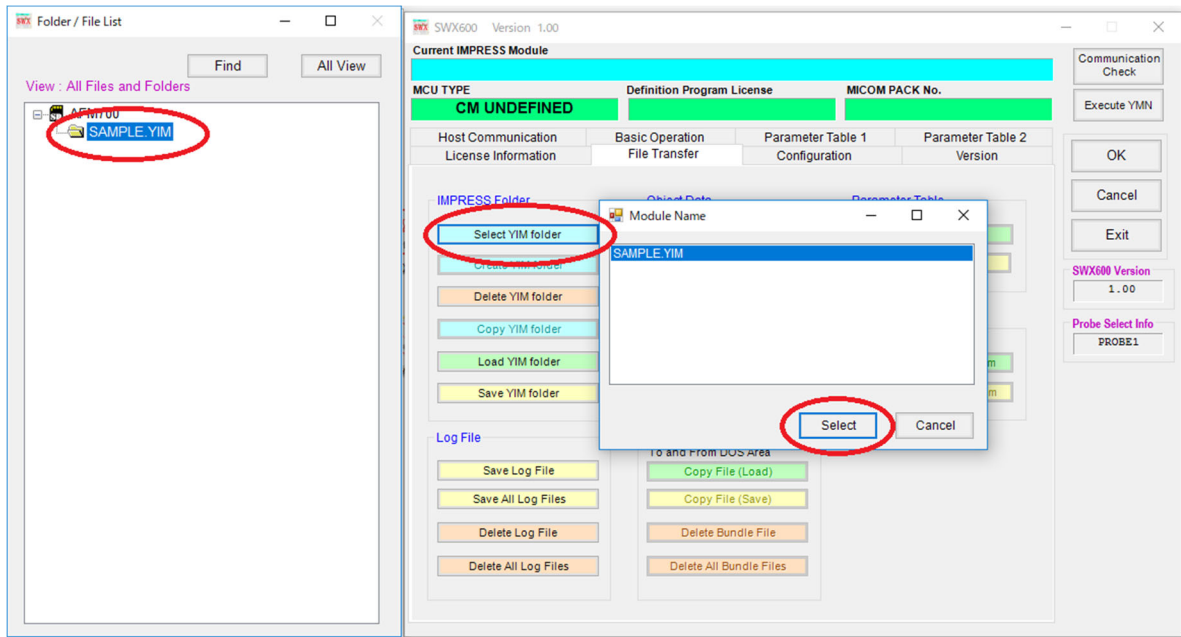 Folder / File List
Find
All View
View : All Files and Folders
AFM700
SAMPLE.YIM
SWX600 Version 1.00
Current IMPRESS Module
MCU TYPE
Definition Program License
MICOM PACK No.
CM UNDEFINED
Host Communication
Basic Operation
Parameter Table 1
Parameter Table 2
License Information
File Transfer
Configuration
Version
IMPRESS Folder
Object Data
Parameter Table
Select YIM folder
Create YIM folder
Delete YIM folder
Copy YIM folder
Load YIM folder
Save YIM folder
Log File
Save Log File
Save All Log Files
Delete Log File
Delete All Log Files
Module Name
SAMPLE.YIM
Select
Cancel
m
m
To and From DOS Area
Copy File (Load)
Copy File (Save)
Delete Bundle File
Delete All Bundle Files
Communication
Check
Execute YMN
OK
Cancel
Exit
SWX600 Version
1.00
Probe Select Info
PROBE1